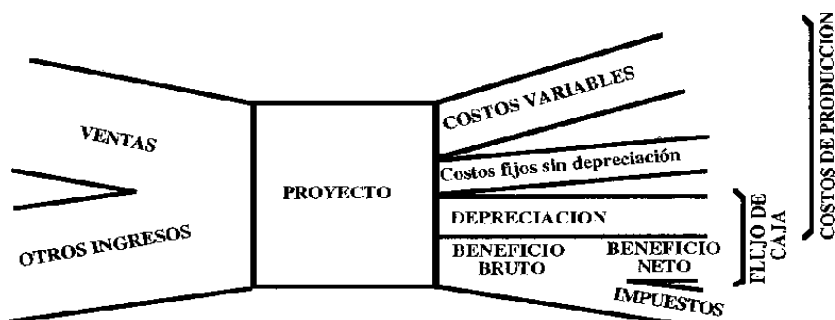 VENTAS
OTROS INGRESOS
PROYECTO
COSTOS VARIABLES
Costos fijos sin depreciación
DEPRECIACION
BENEFICIO
BRUTO
BENEFICIO
NETO
IMPUESTOS
FLUJO DE
CAJA
COSTOS DE PRODUCCION